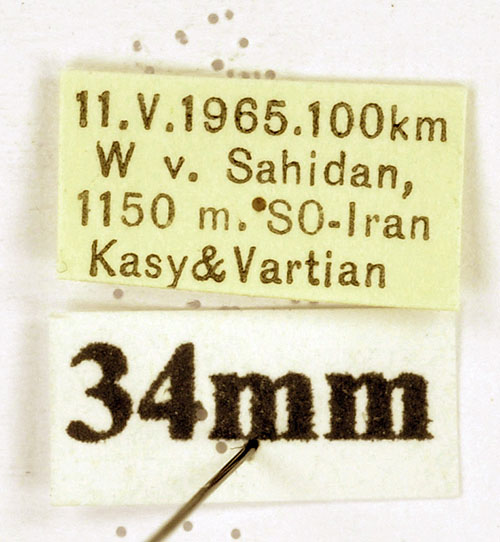 11.V.1965.100km
W v. Sahidan,
1150 m. SO-Iran
Kasy&Vartian
34mm